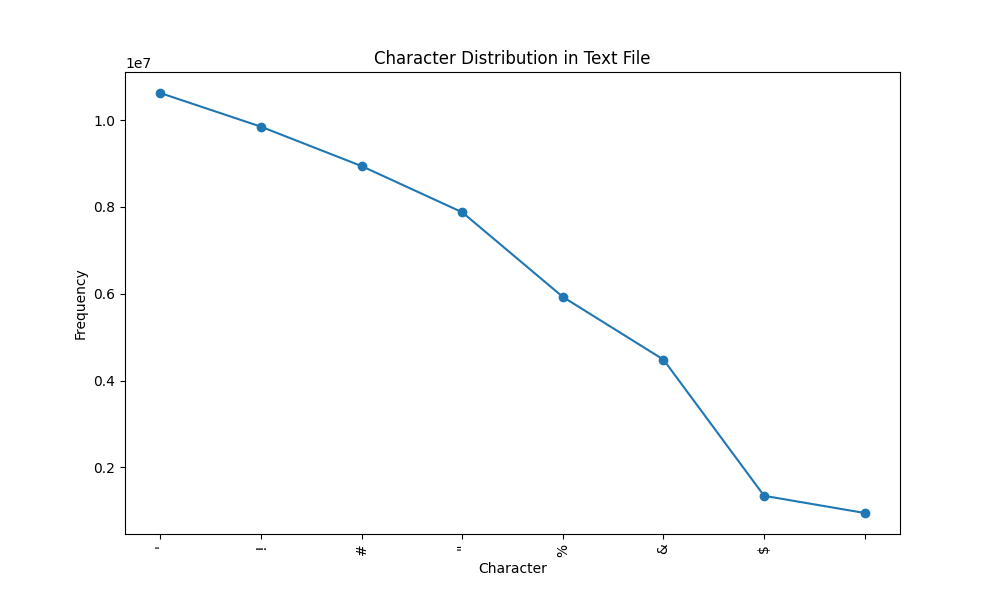 Character Distribution in Text File
1e7
1.0
0.8
0.6
0.4
0.2
Frequency
' ! # " % & $
Character